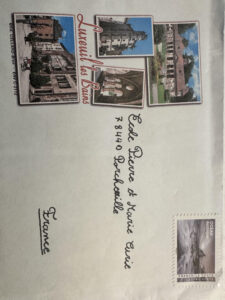 Luxeuil les Bains
Ecole Pierre et Marie Curie
78440 Porcheville
France